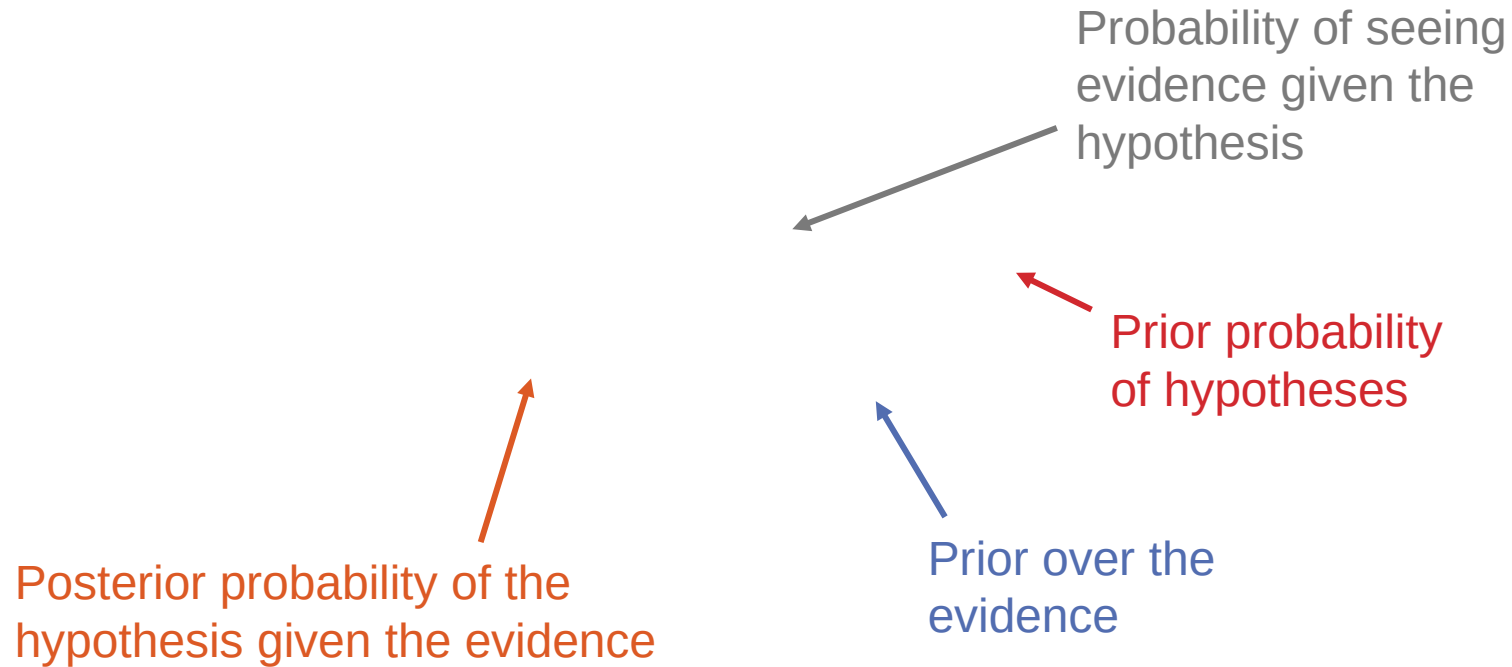 Probability of seeing
evidence given the
hypothesis
Prior probability
of hypotheses
Prior over the
evidence
Posterior probability of the
hypothesis given the evidence